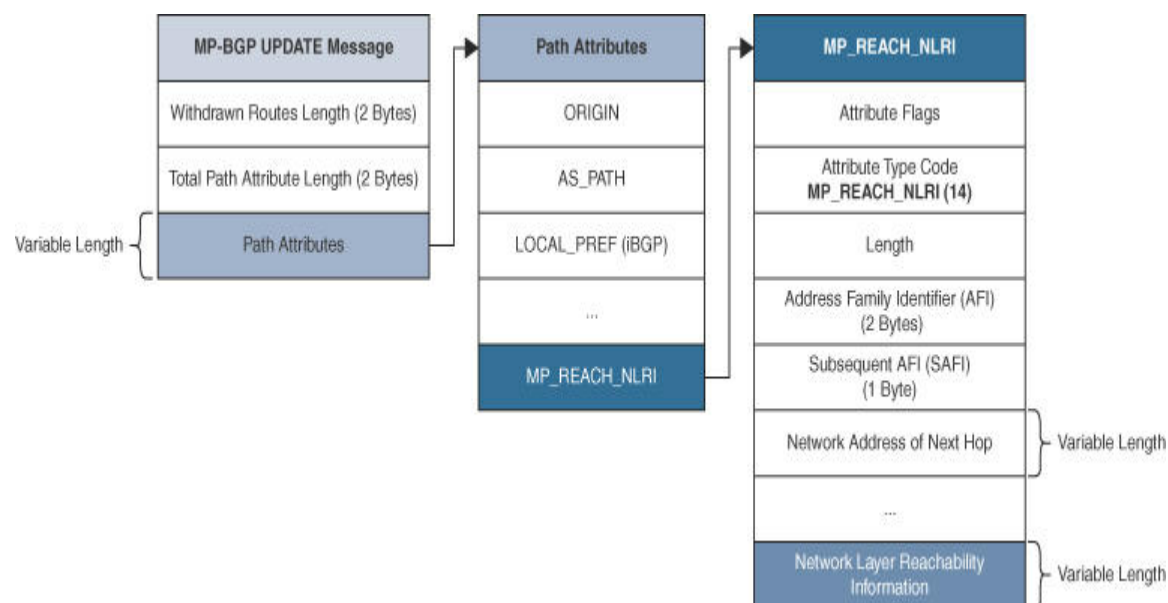 MP-BGP UPDATE Message
Withdrawn Routes Length (2 Bytes)
Total Path Attribute Length (2 Bytes)
Variable Length
Path Attributes
Path Attributes
ORIGIN
AS_PATH
LOCAL_PREF (iBGP)
...
MP_REACH_NLRI
MP_REACH_NLRI
Attribute Flags
Attribute Type Code
MP_REACH_NLRI (14)
Length
Address Family Identifier (AFI)
(2 Bytes)
Subsequent AFI (SAFI)
(1 Byte)
Network Address of Next Hop
Variable Length
...
Network Layer Reachability
Information
Variable Length